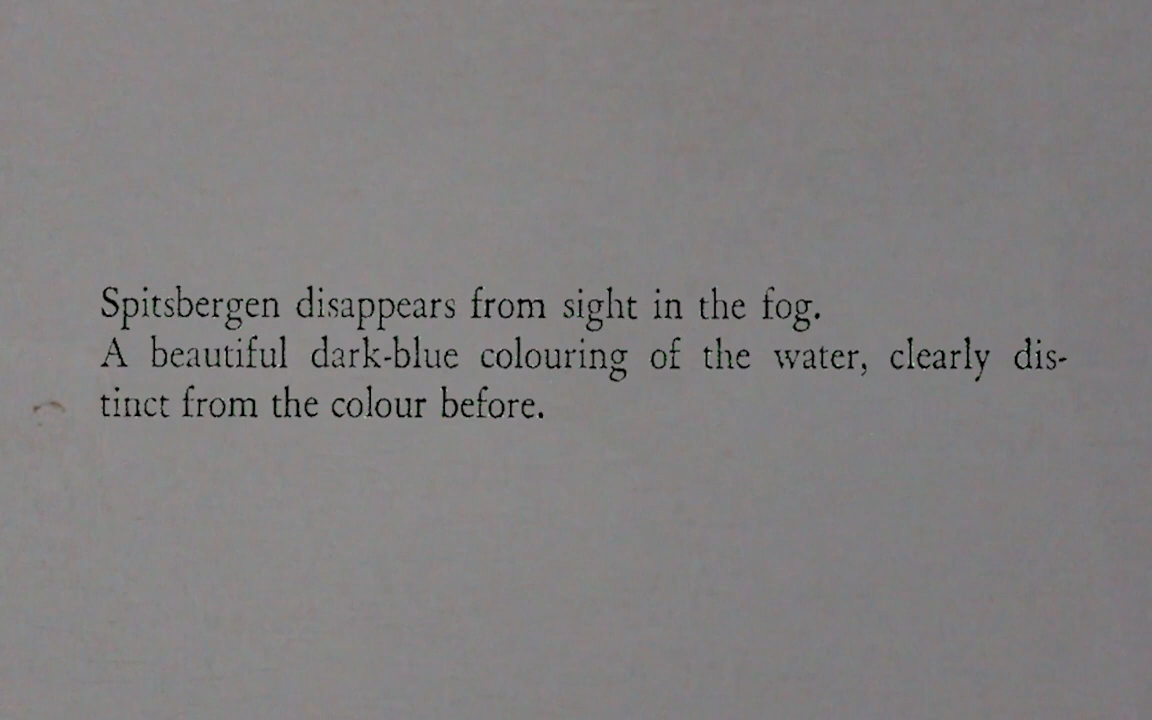 Spitsbergen disappears from sight in the fog.
A beautiful dark-blue colouring of the water, clearly dis-
tinct from the colour before.